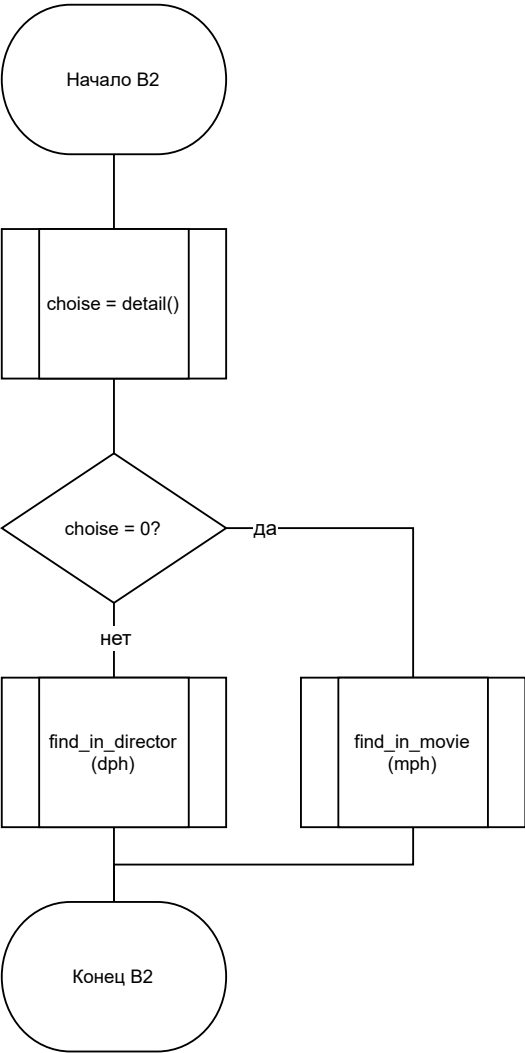 Начало B2
choise = detail()
choise = 0?
да
нет
find_in_director
(dph)
find_in_movie
(mph)
Конец B2